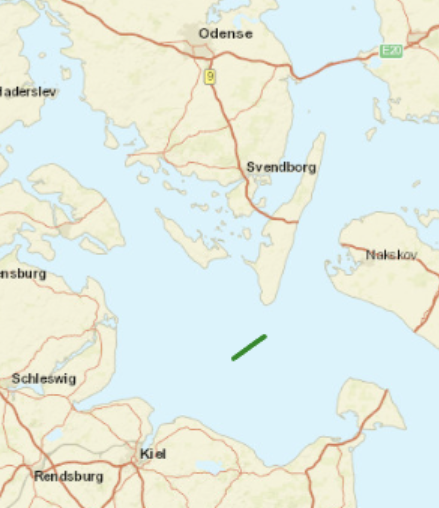 Odense
E20
9
Haderslev
Svendborg
Nakskov
ensburg
Schleswig
Kiel
Rendsburg